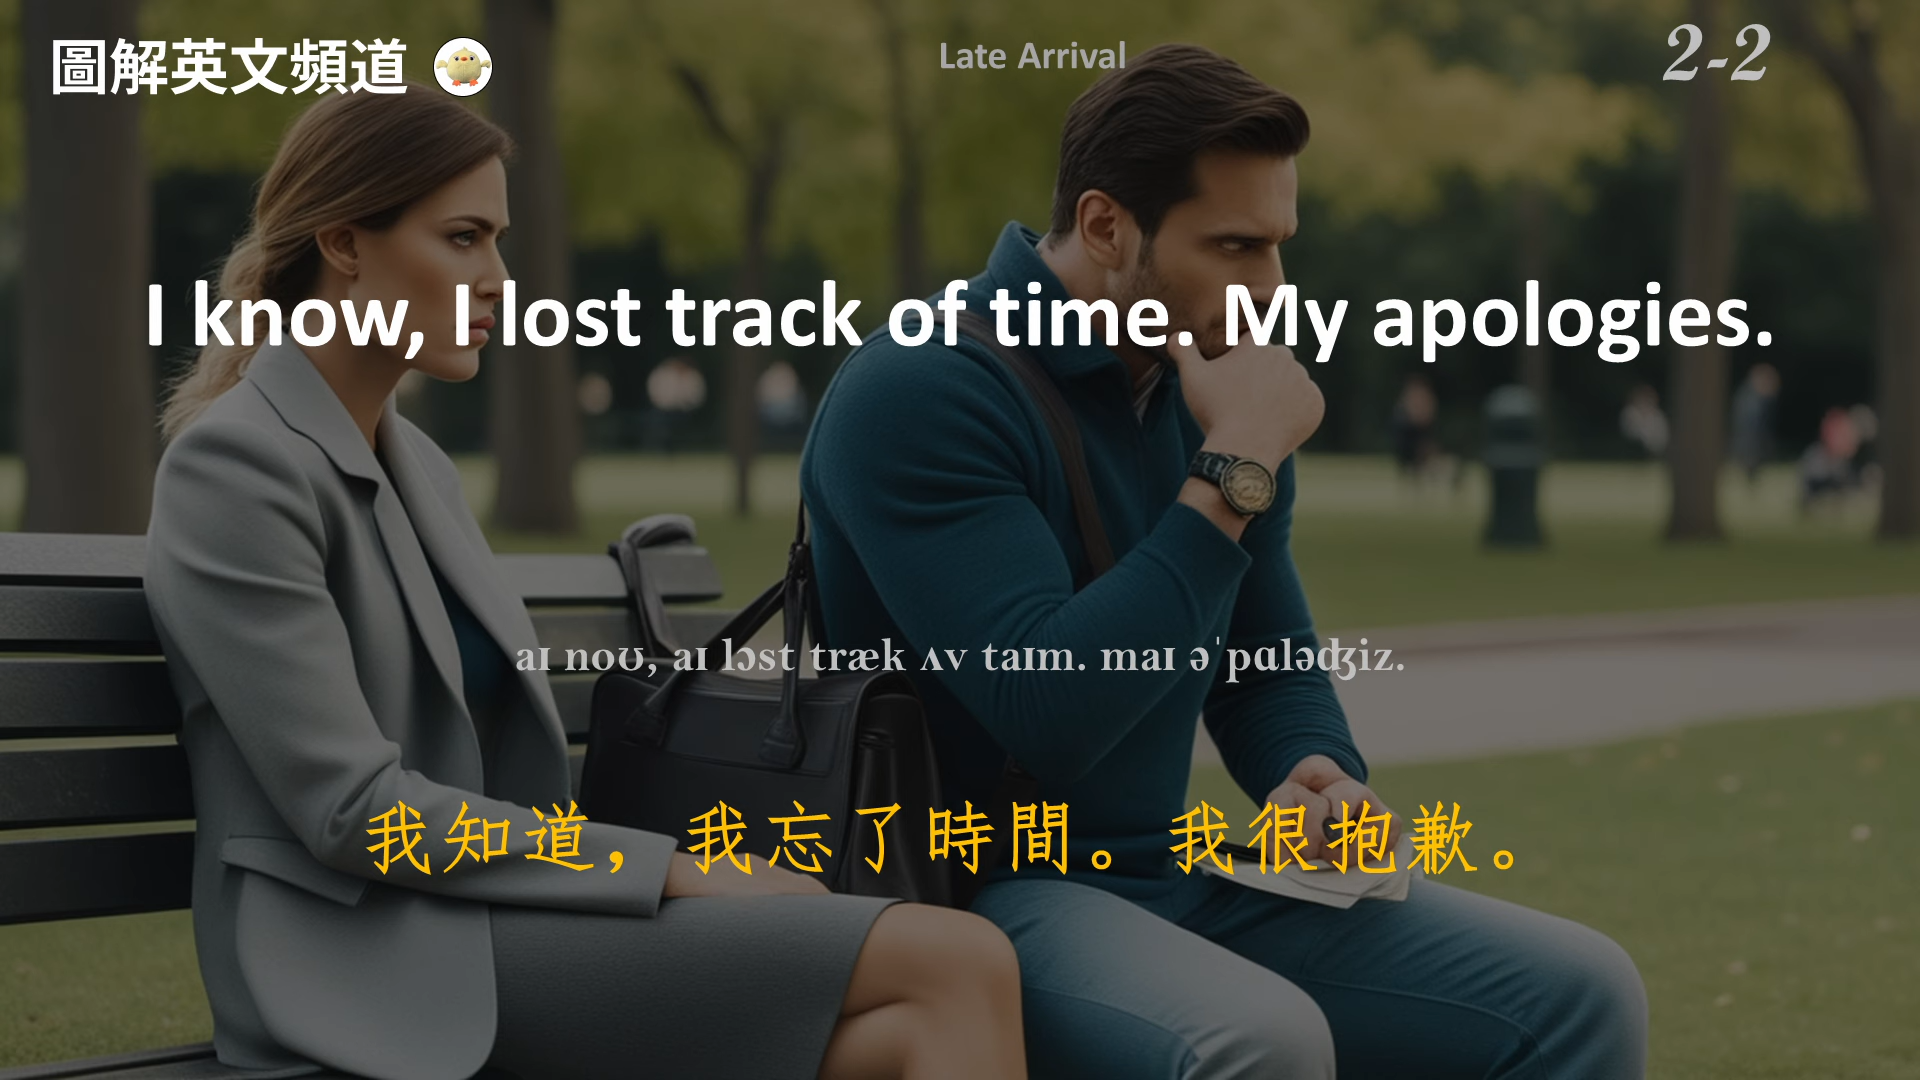 圖解英文頻道
Late Arrival
2-2
I know, I lost track of time. My apologies.
aɪ noʊ, aɪ lɔst træk ʌv taɪm. maɪ əˈpɑləʤiz.
我知道，我忘了時間。我很抱歉。